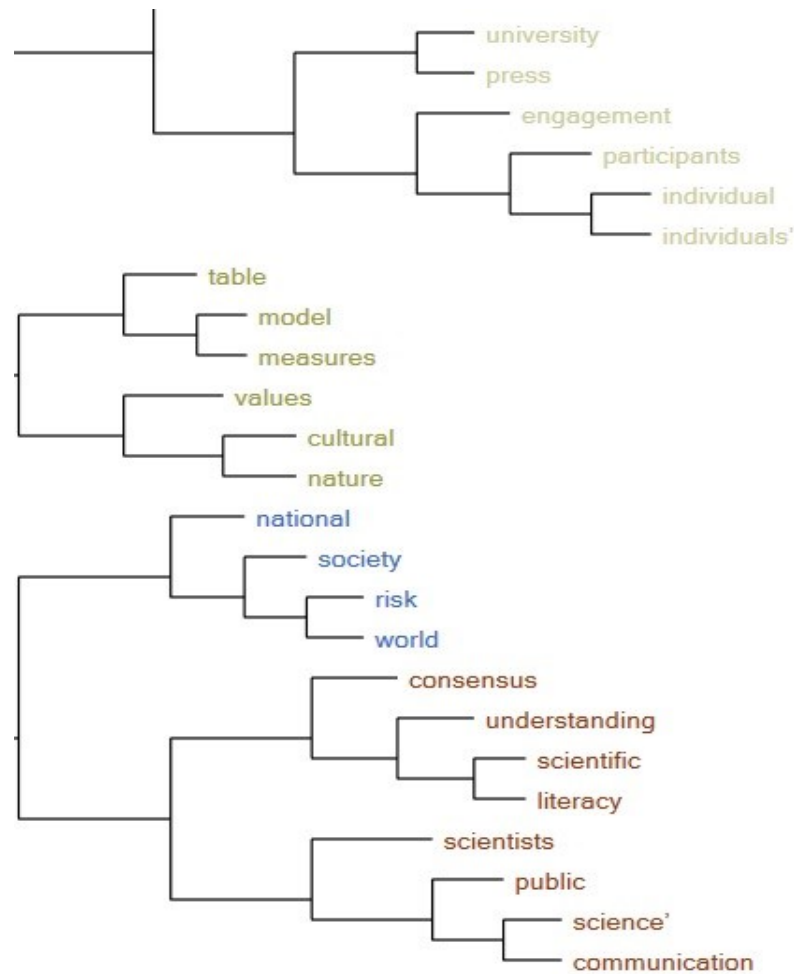 university
press
engagement
participants
individual
individuals'
table
model
measures
values
cultural
nature
national
society
risk
world
consensus
understanding
scientific
literacy
scientists
public
science’
communication